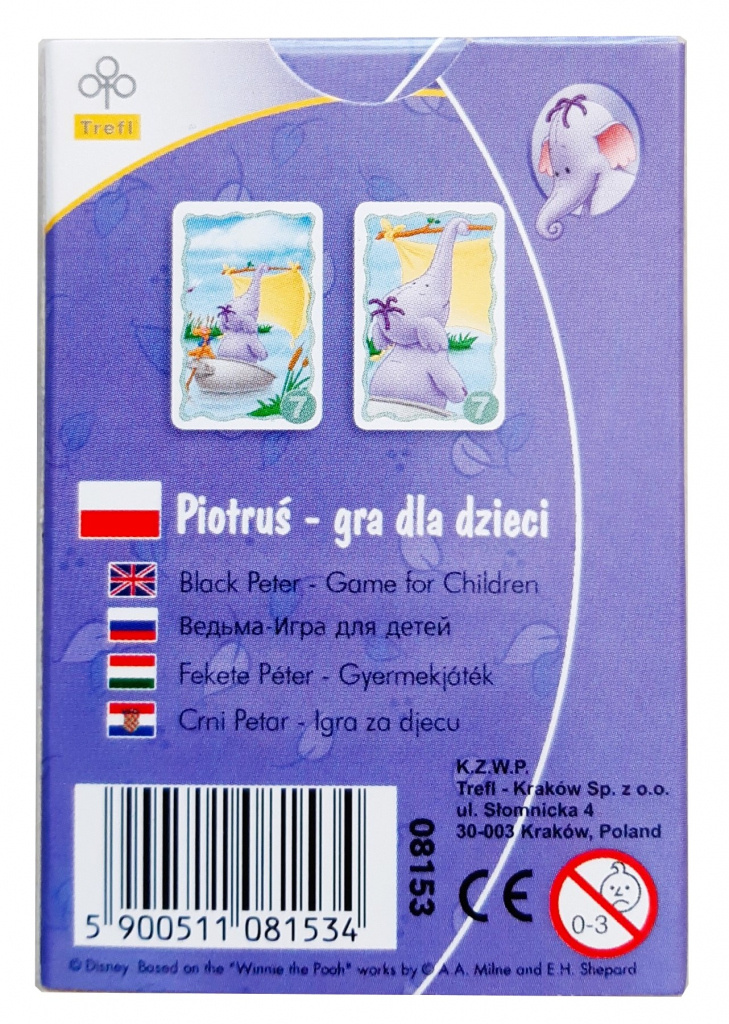 Trefl
7
7
Piotruś - gra dla dzieci
Black Peter - Game for Children
Ведьма-Игра для детей
Fekete Péter - Gyermekjáték
Crni Petar - Igra za djecu
K.Z.W.P.
Trefl - Kraków Sp. z o.o.
ul. Słomnicka 4
30-003 Kraków, Poland
08153
CE
0-3
5 900511 081534
© Disney. Based on the "Winnie the Pooh" works by © A.A. Milne and E.H. Shepard